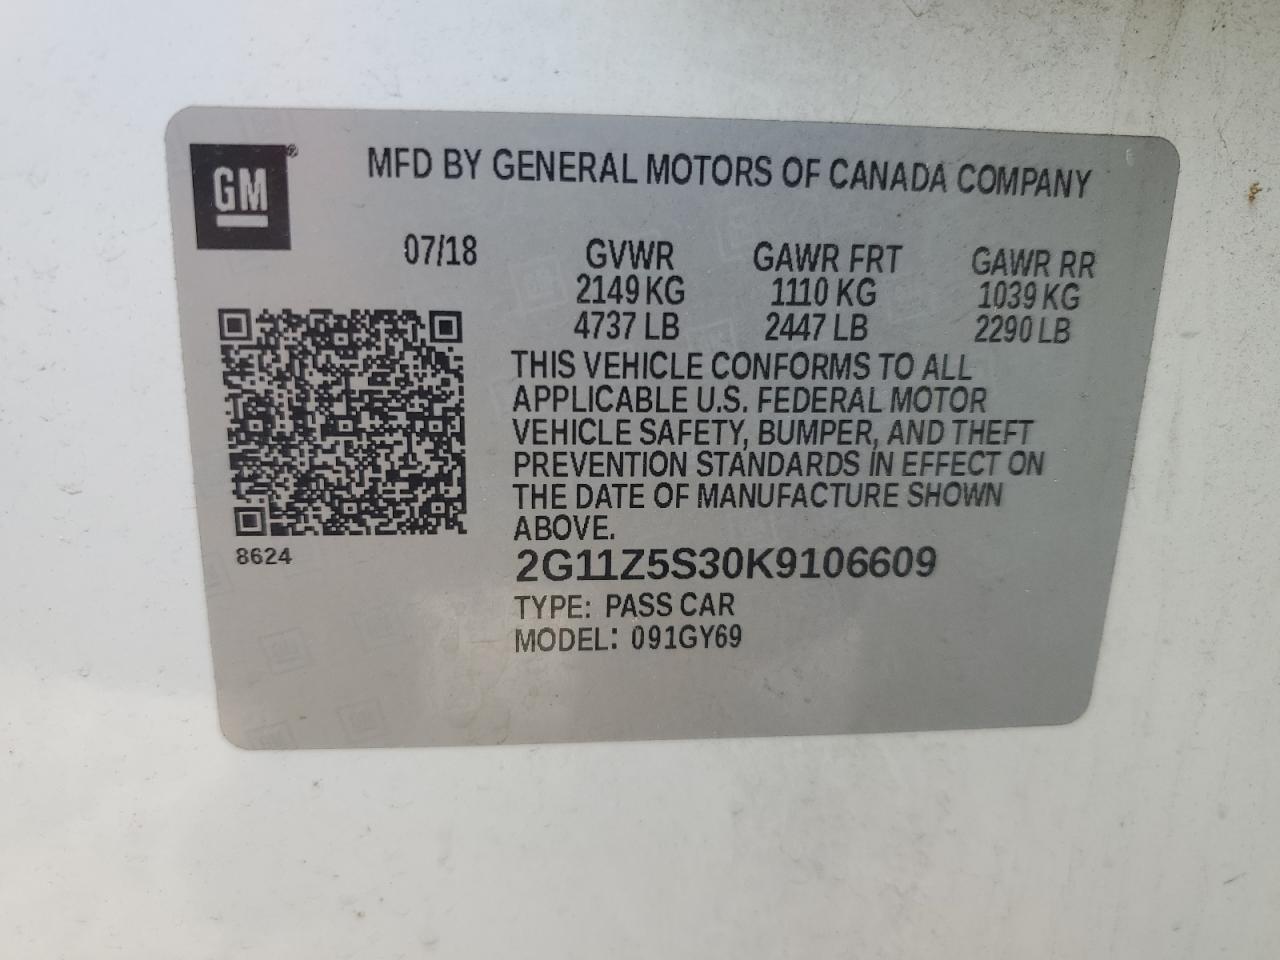 GM®
MFD BY GENERAL MOTORS OF CANADA COMPANY
07/18
GVWR GAWR FRT GAWR RR
2149 KG 1110 KG 1039 KG
4737 LB 2447 LB 2290 LB
THIS VEHICLE CONFORMS TO ALL
APPLICABLE U.S. FEDERAL MOTOR
VEHICLE SAFETY, BUMPER, AND THEFT
PREVENTION STANDARDS IN EFFECT ON
THE DATE OF MANUFACTURE SHOWN
ABOVE.
8624
2G11Z5S30K9106609
TYPE: PASS CAR
MODEL: 091GY69